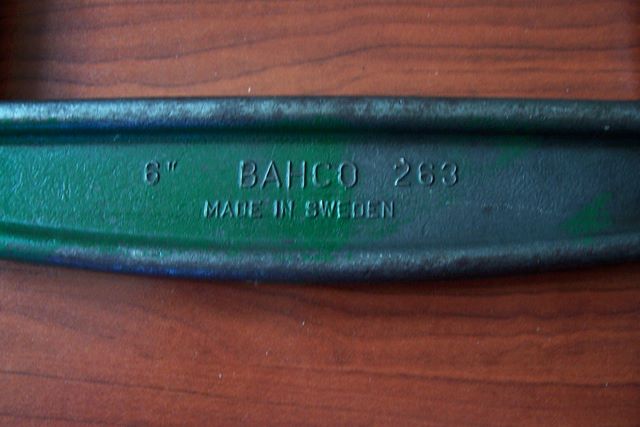 6" BAHCO 263
MADE IN SWEDEN